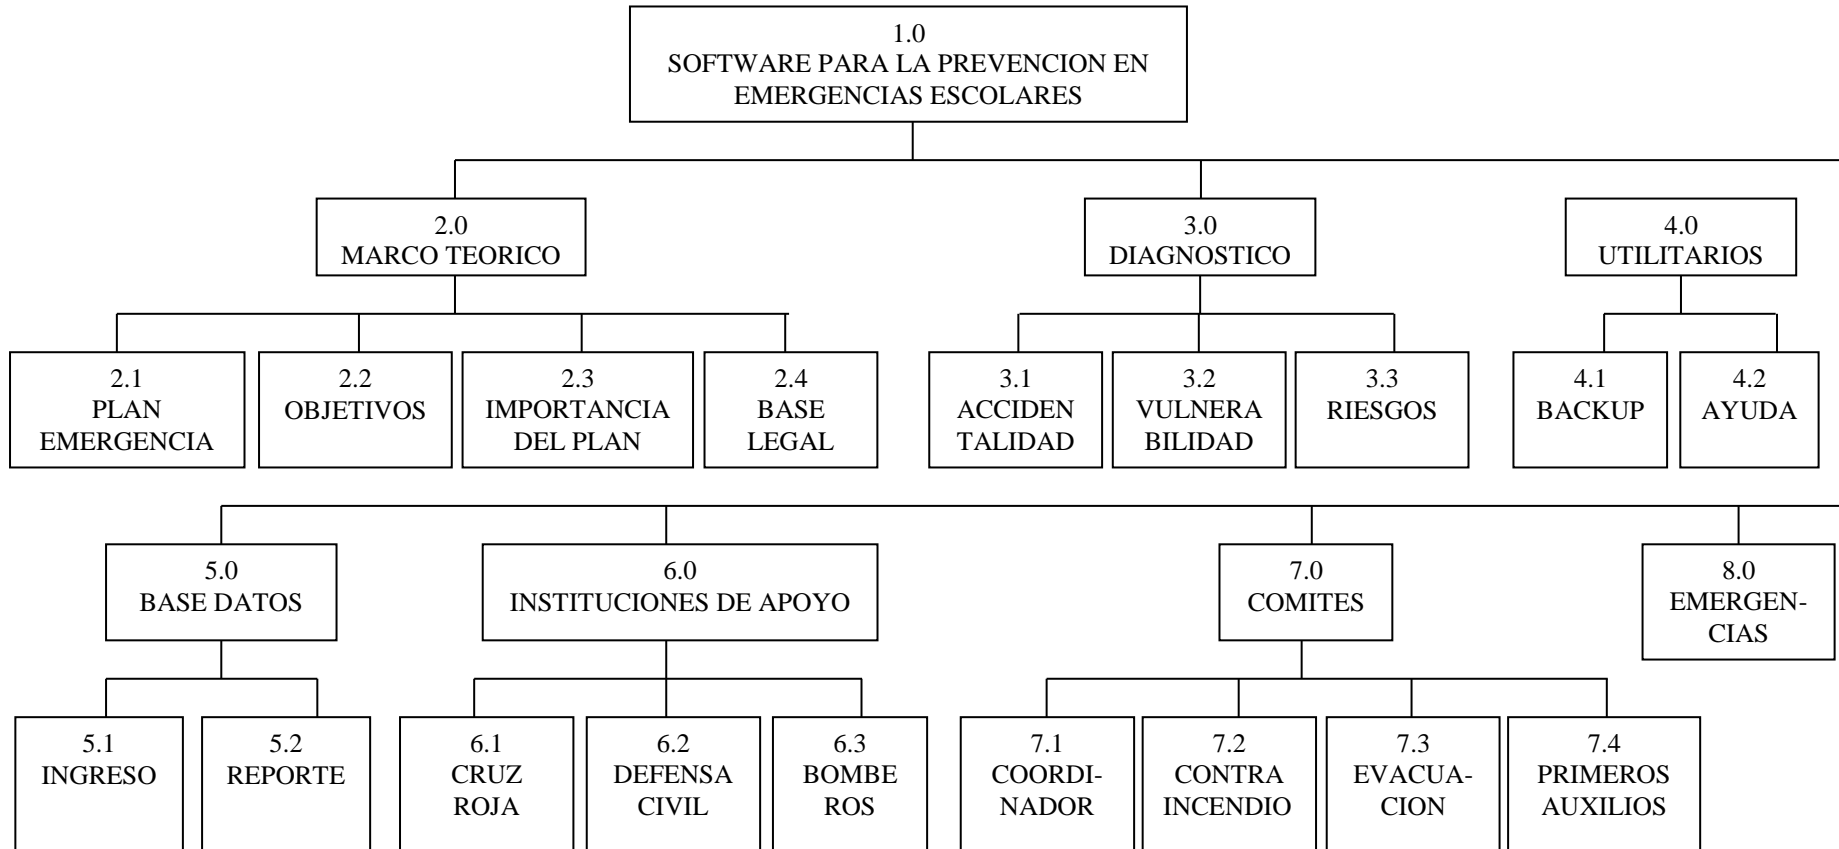 1.0
SOFTWARE PARA LA PREVENCION EN
EMERGENCIAS ESCOLARES
2.0
MARCO TEORICO
3.0
DIAGNOSTICO
4.0
UTILITARIOS
2.1
PLAN
EMERGENCIA
2.2
OBJETIVOS
2.3
IMPORTANCIA
DEL PLAN
2.4
BASE
LEGAL
3.1
ACCIDEN
TALIDAD
3.2
VULNERA
BILIDAD
3.3
RIESGOS
4.1
BACKUP
4.2
AYUDA
5.0
BASE DATOS
6.0
INSTITUCIONES DE APOYO
7.0
COMITES
8.0
EMERGEN-
CIAS
5.1
INGRESO
5.2
REPORTE
6.1
CRUZ
ROJA
6.2
DEFENSA
CIVIL
6.3
BOMBE
ROS
7.1
COORDI-
NADOR
7.2
CONTRA
INCENDIO
7.3
EVACUA-
CION
7.4
PRIMEROS
AUXILIOS